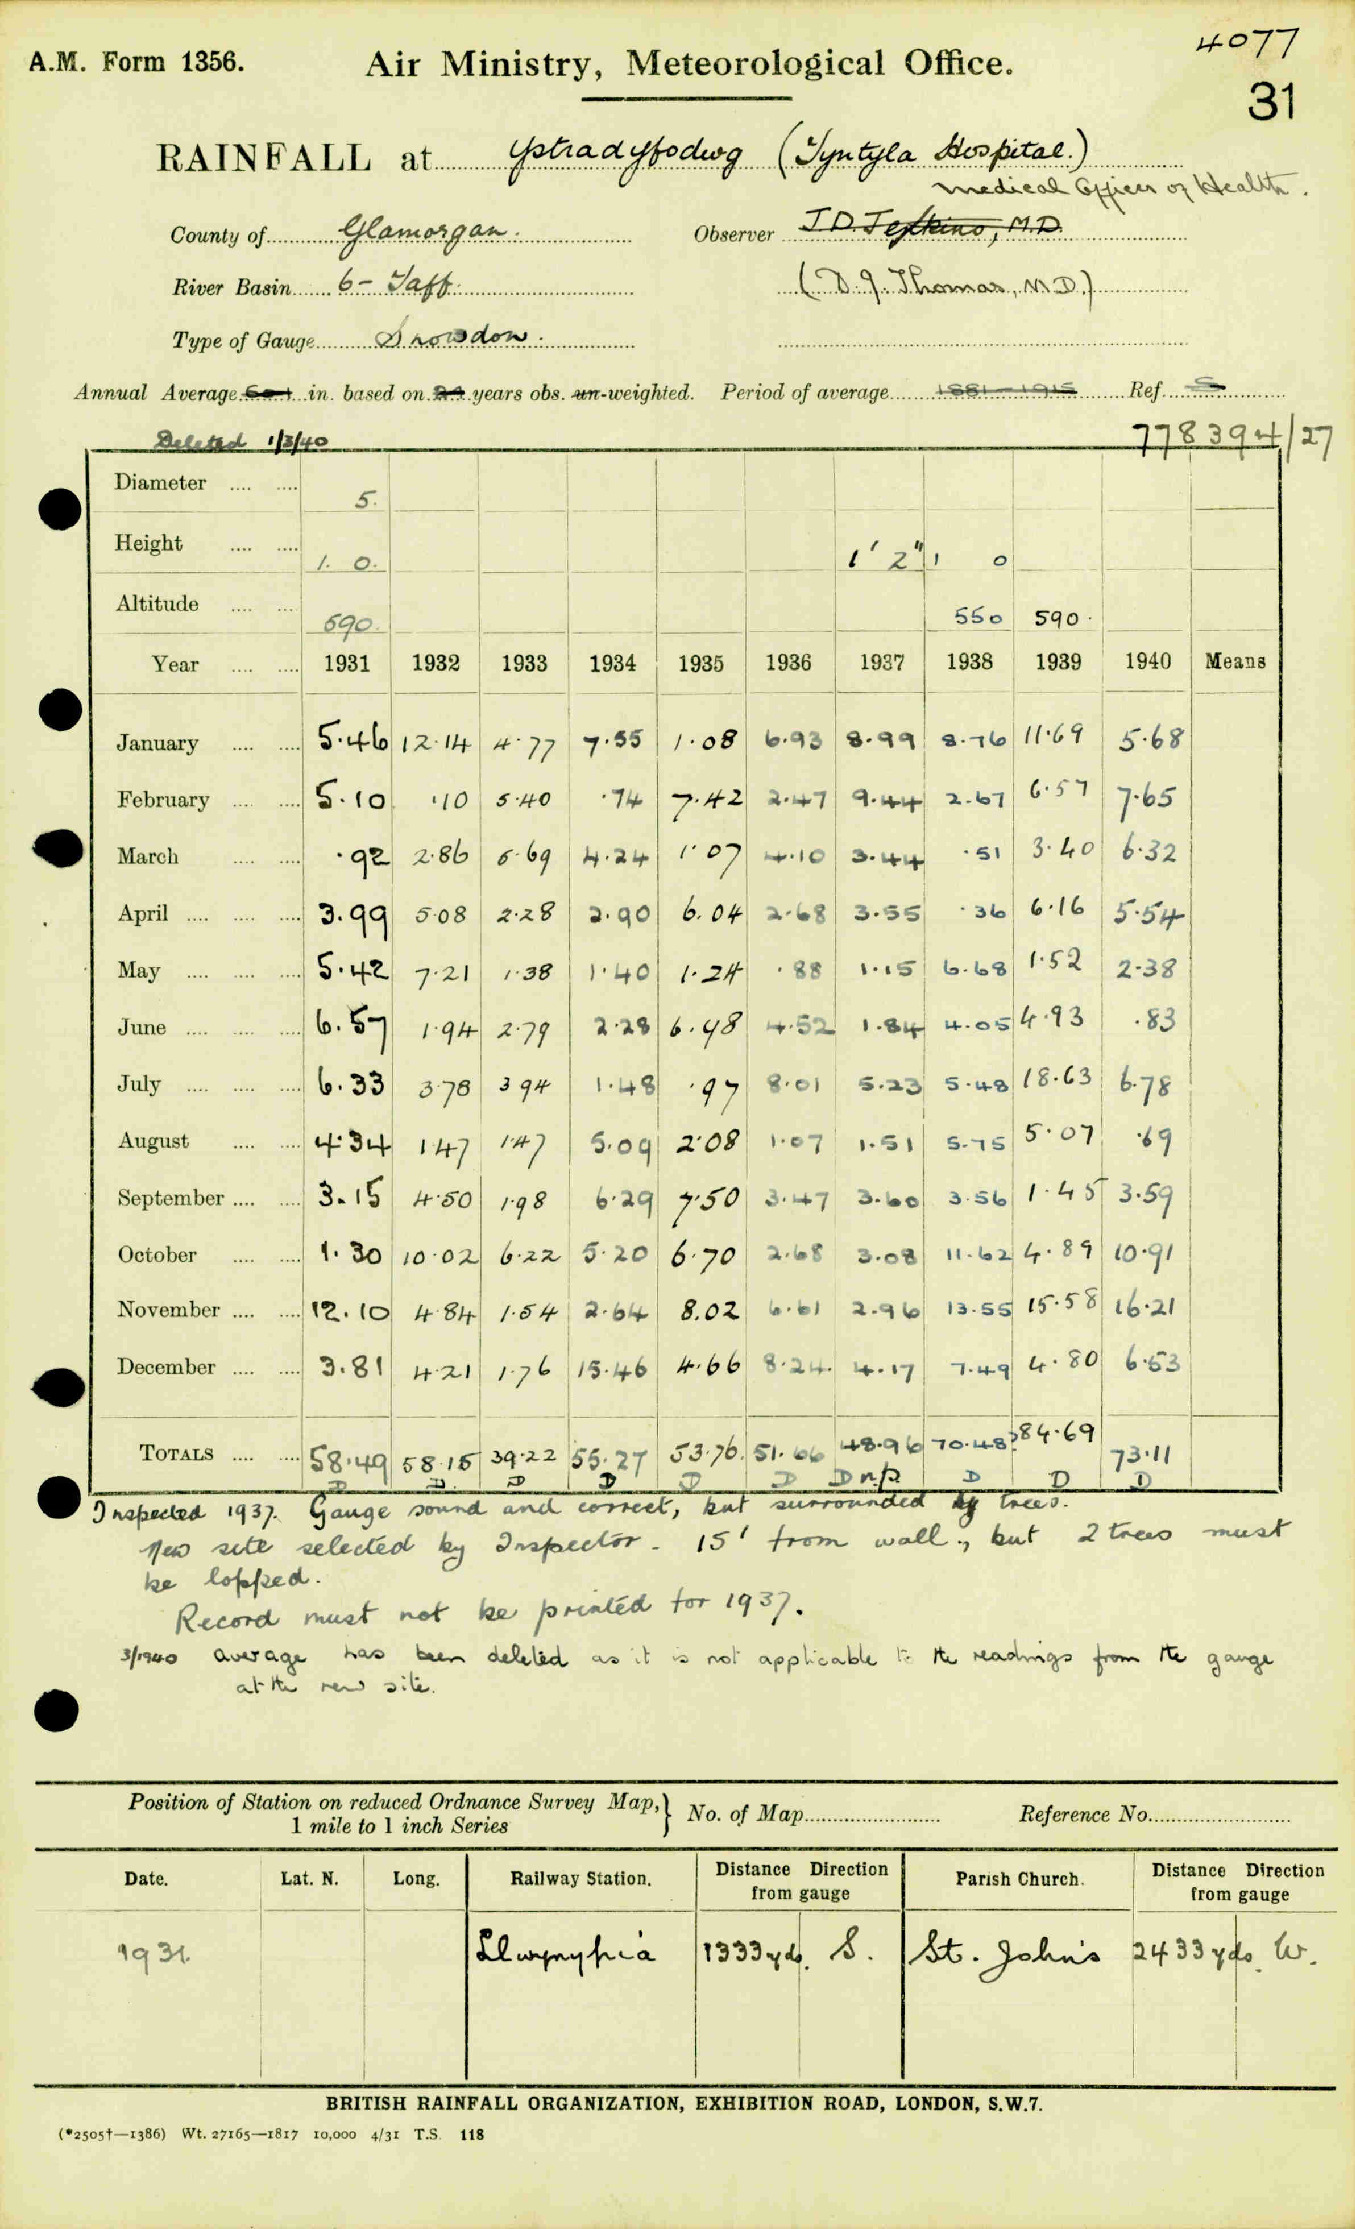 4077
A.M. Form 1356. Air Ministry, Meteorological Office.
31
RAINFALL at Ystradyfodwg (Tyntyla Hospital.)
Medical Officer of Health.
County of Glamorgan. Observer J D Jenkins, M.D.
River Basin 6 - Taff. (D. J. Thomas, M.D.)
Type of Gauge Snowdon.
Annual Average in. based on years obs. un-weighted. Period of average 1881-1915 Ref. S
Deleted 1/3/40 778394/27
Diameter 5.
Height 1. 0. 1' 2" 1 0
Altitude 590. 550 590.
Year 1931 1932 1933 1934 1935 1936 1937 1938 1939 1940 Means
January 5.46 12.14 4.77 7.55 1.08 6.93 8.99 8.76 11.69 5.68
February 5.10 .10 5.40 .74 7.42 2.47 9.44 2.67 6.57 7.65
March .92 2.86 5.69 4.24 1.07 4.10 3.44 .51 3.40 6.32
April 3.99 5.08 2.28 2.90 6.04 2.68 3.55 .36 6.16 5.54
May 5.42 7.21 1.38 1.40 1.24 .88 1.15 6.68 1.52 2.38
June 6.57 1.94 2.79 2.28 6.98 4.52 1.84 4.05 4.93 .83
July 6.33 3.78 3.94 1.48 .97 8.01 5.23 5.48 18.63 6.78
August 4.34 1.47 1.47 5.09 2.08 1.07 1.51 5.75 5.07 .69
September 3.15 4.50 1.98 6.29 7.50 3.47 3.60 3.56 1.45 3.59
October 1.30 10.02 6.22 5.20 6.70 2.68 3.08 11.62 4.89 10.91
November 12.10 4.84 1.54 2.64 8.02 6.61 2.96 13.55 15.58 16.21
December 3.81 4.21 1.76 15.46 4.66 8.24 4.17 7.49 4.80 6.53
TOTALS 58.49 58.15 39.22 55.27 53.76 51.66 48.96 70.48? 84.69 73.11
D D D D D D D n.p. D D D
Inspected 1937. Gauge sound and correct, but surrounded by trees.
New site selected by Inspector. 15' from wall, but 2 trees must
be lopped.
Record must not be printed for 1937.
3/1940 average has been deleted as it is not applicable to the readings from the gauge
at the new site.
Position of Station on reduced Ordnance Survey Map, 1 mile to 1 inch Series } No. of Map Reference No.
Date. Lat. N. Long. Railway Station. Distance Direction from gauge Parish Church. Distance Direction from gauge
1931. Llwynypia 1333 yds. S. St. John's 2433 yds. W.
BRITISH RAINFALL ORGANIZATION, EXHIBITION ROAD, LONDON, S.W.7.
(*2505†—1386) Wt. 27165—1817 10,000 4/31 T.S. 118